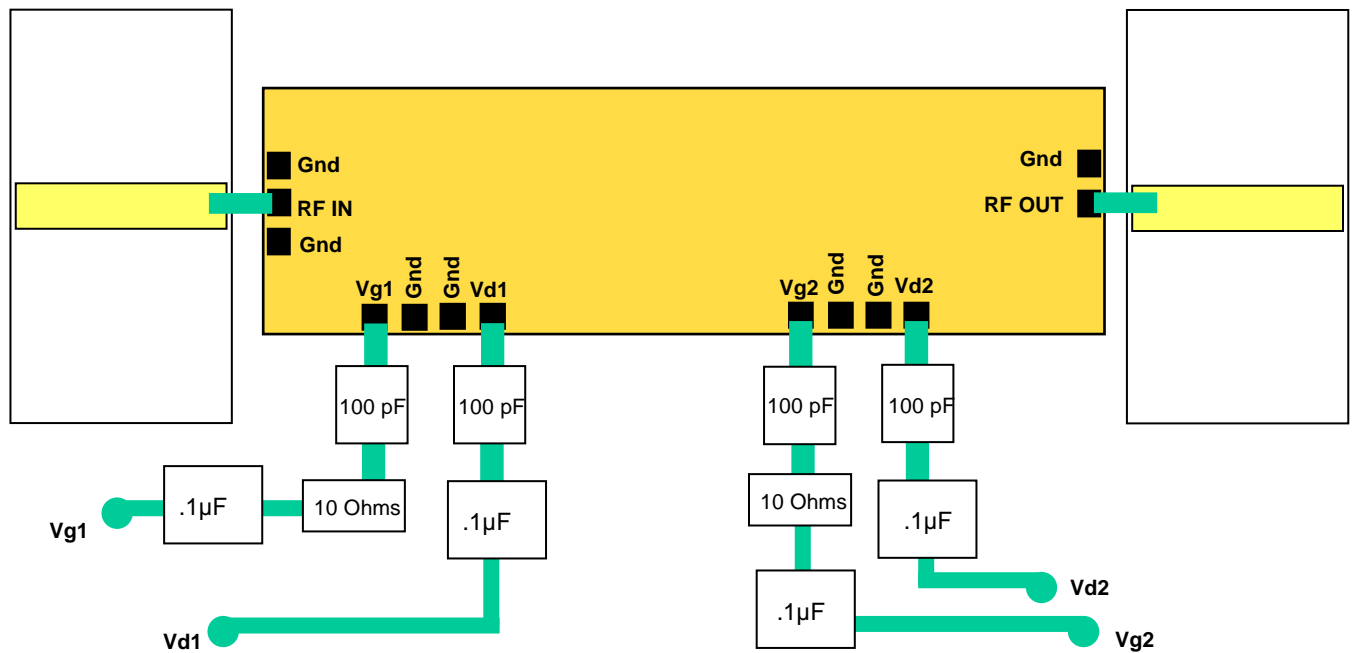 Gnd
Gnd
RF IN
RF OUT
Gnd
Vg1
Gnd
Gnd
Vd1
Vg2
Gnd
Gnd
Vd2
100 pF
100 pF
100 pF
100 pF
.1µF
10 Ohms
.1µF
10 Ohms
.1µF
Vg1
Vd2
.1µF
Vd1
Vg2